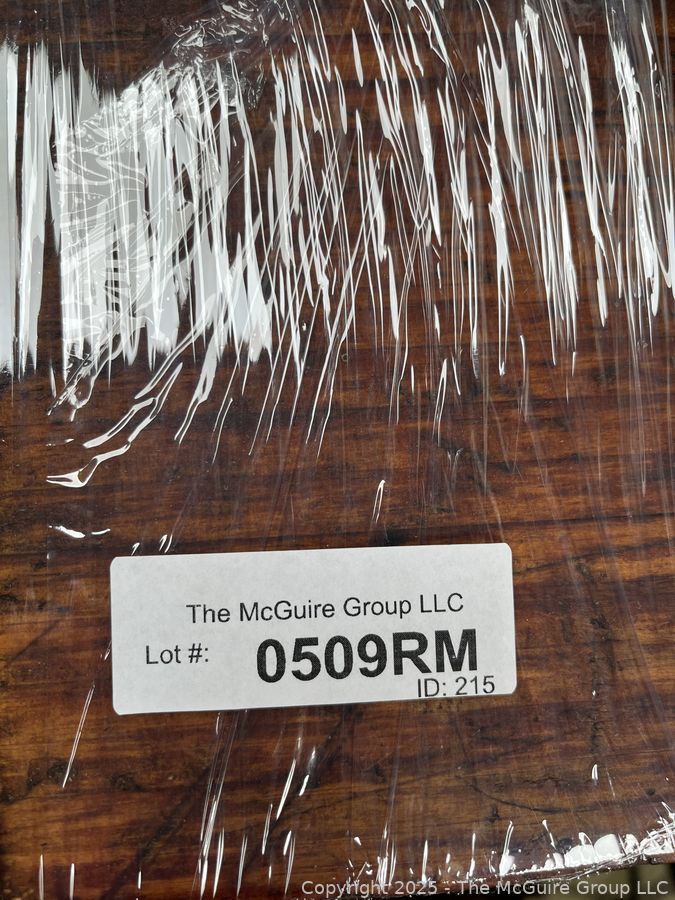 The McGuire Group LLC
Lot #: 0509RM
ID: 215
Copyright 2025 - The McGuire Group LLC